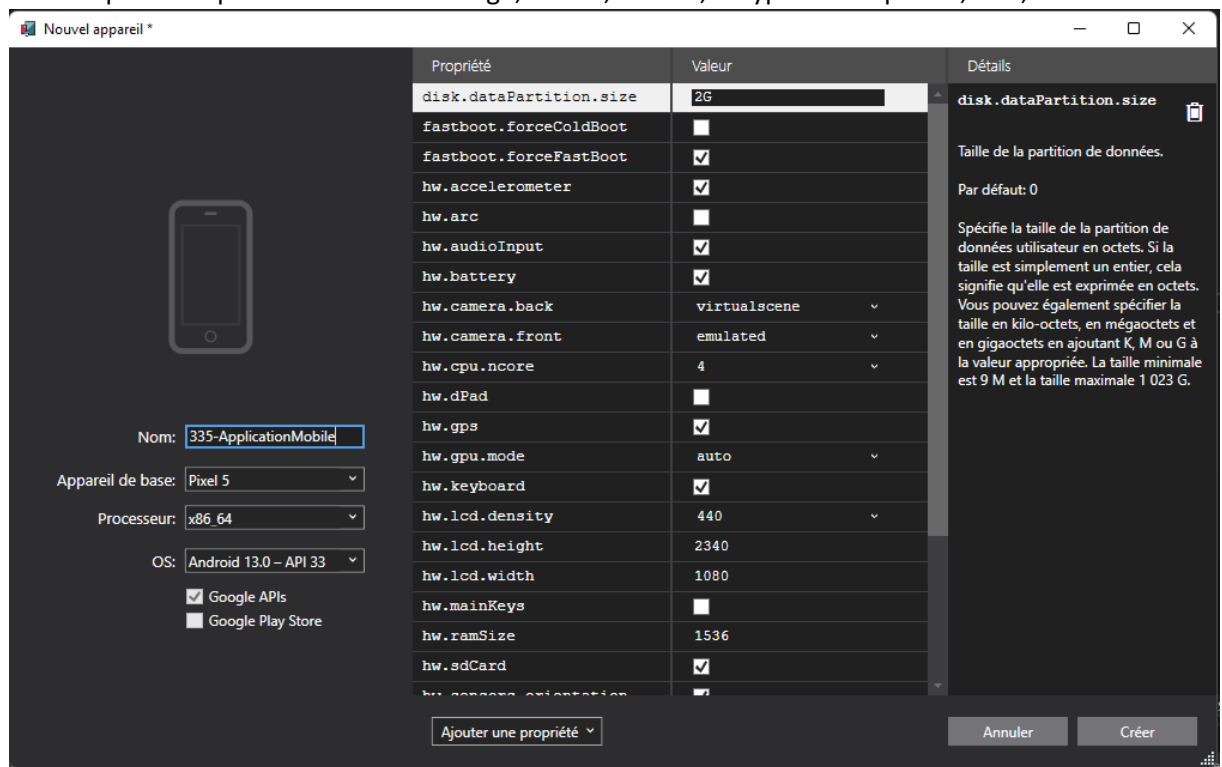 Nouvel appareil *
Propriété Valeur Détails
disk.dataPartition.size 2G
fastboot.forceColdBoot
fastboot.forceFastBoot
hw.accelerometer
hw.arc
hw.audioInput
hw.battery
hw.camera.back virtualscene
hw.camera.front emulated
hw.cpu.ncore 4
hw.dPad
hw.gps
hw.gpu.mode auto
hw.keyboard
hw.lcd.density 440
hw.lcd.height 2340
hw.lcd.width 1080
hw.mainKeys
hw.ramSize 1536
hw.sdCard
hw.sensors.orientation
disk.dataPartition.size
Taille de la partition de données.
Par défaut: 0
Spécifie la taille de la partition de
données utilisateur en octets. Si la
taille est simplement un entier, cela
signifie qu'elle est exprimée en octets.
Vous pouvez également spécifier la
taille en kilo-octets, en mégaoctets et
en gigaoctets en ajoutant K, M ou G à
la valeur appropriée. La taille minimale
est 9 M et la taille maximale 1 023 G.
Nom: 335-ApplicationMobile
Appareil de base: Pixel 5
Processeur: x86_64
OS: Android 13.0 – API 33
Google APIs
Google Play Store
Ajouter une propriété
Annuler Créer